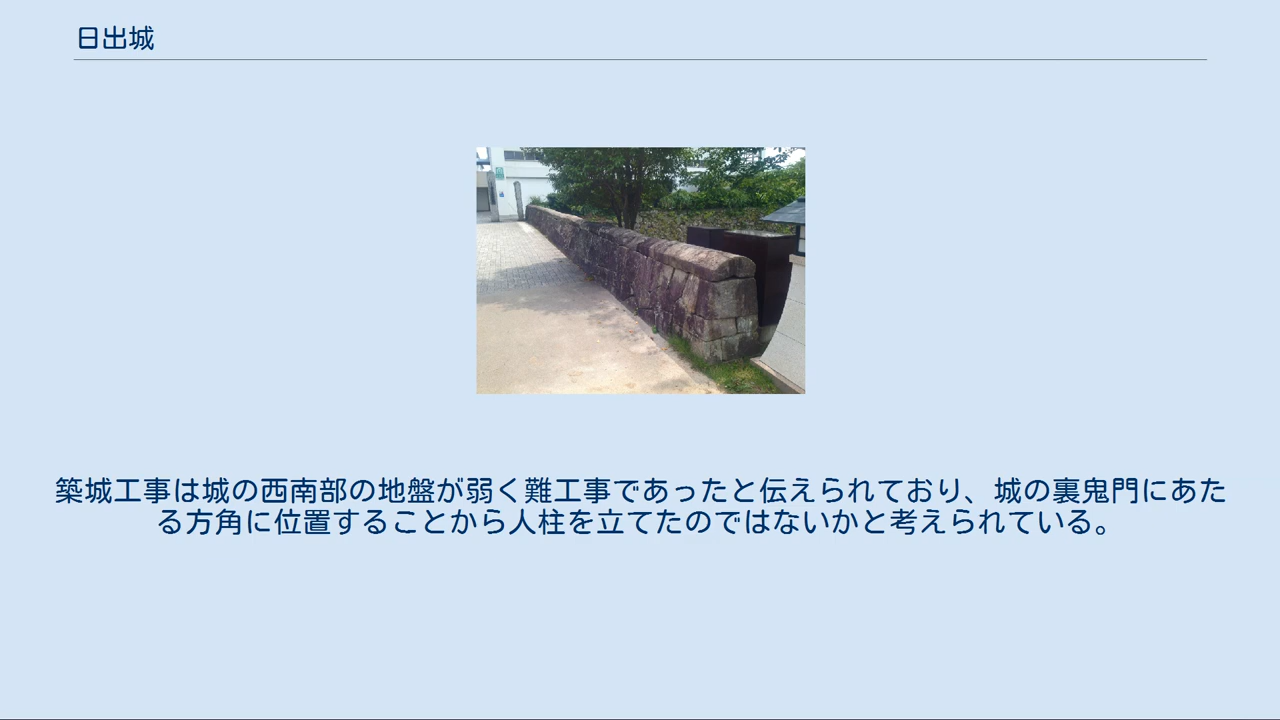 日出城
築城工事は城の西南部の地盤が弱く難工事であったと伝えられており、城の裏鬼門にあた
る方角に位置することから人柱を立てたのではないかと考えられている。